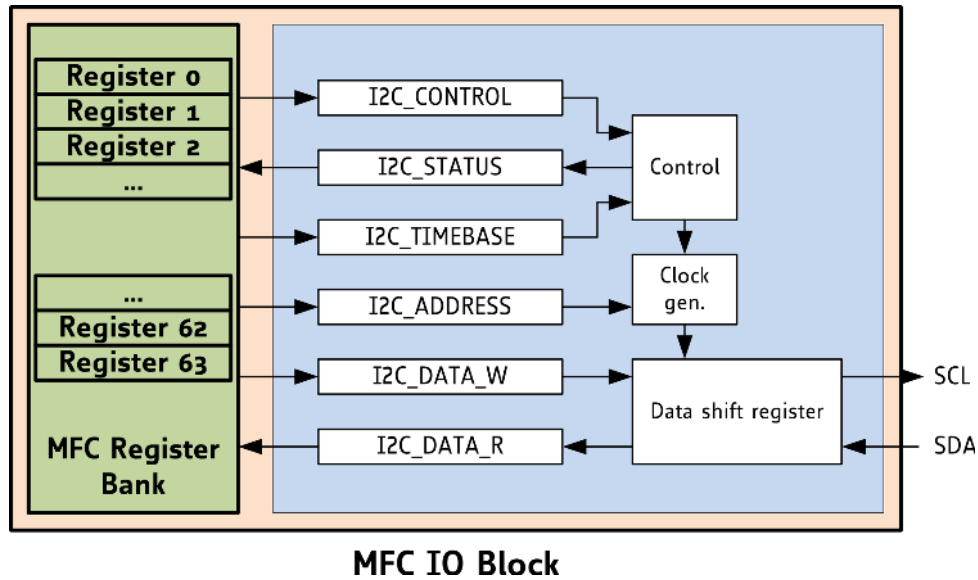 Register 0
Register 1
Register 2
...
...
Register 62
Register 63
MFC Register
Bank
I2C_CONTROL
I2C_STATUS
I2C_TIMEBASE
I2C_ADDRESS
I2C_DATA_W
I2C_DATA_R
Control
Clock
gen.
Data shift register
SCL
SDA
MFC IO Block